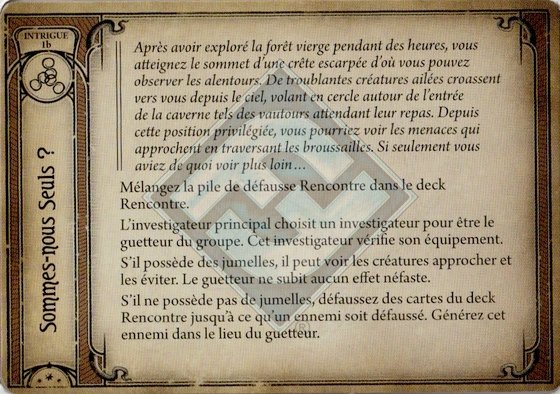 INTRIGUE
1b
Sommes-nous Seuls ?
Après avoir exploré la forêt vierge pendant des heures, vous
atteignez le sommet d'une crête escarpée d'où vous pouvez
observer les alentours. De troublantes créatures ailées croassent
vers vous depuis le ciel, volant en cercle autour de l'entrée
de la caverne tels des vautours attendant leur repas. Depuis
cette position privilégiée, vous pourriez voir les menaces qui
approchent en traversant les broussailles. Si seulement vous
aviez de quoi voir plus loin…
Mélangez la pile de défausse Rencontre dans le deck
Rencontre.
L'investigateur principal choisit un investigateur pour être le
guetteur du groupe. Cet investigateur vérifie son équipement.
S'il possède des jumelles, il peut voir les créatures approcher et
les éviter. Le guetteur ne subit aucun effet néfaste.
S'il ne possède pas de jumelles, défaussez des cartes du deck
Rencontre jusqu'à ce qu'un ennemi soit défaussé. Générez cet
ennemi dans le lieu du guetteur.
®